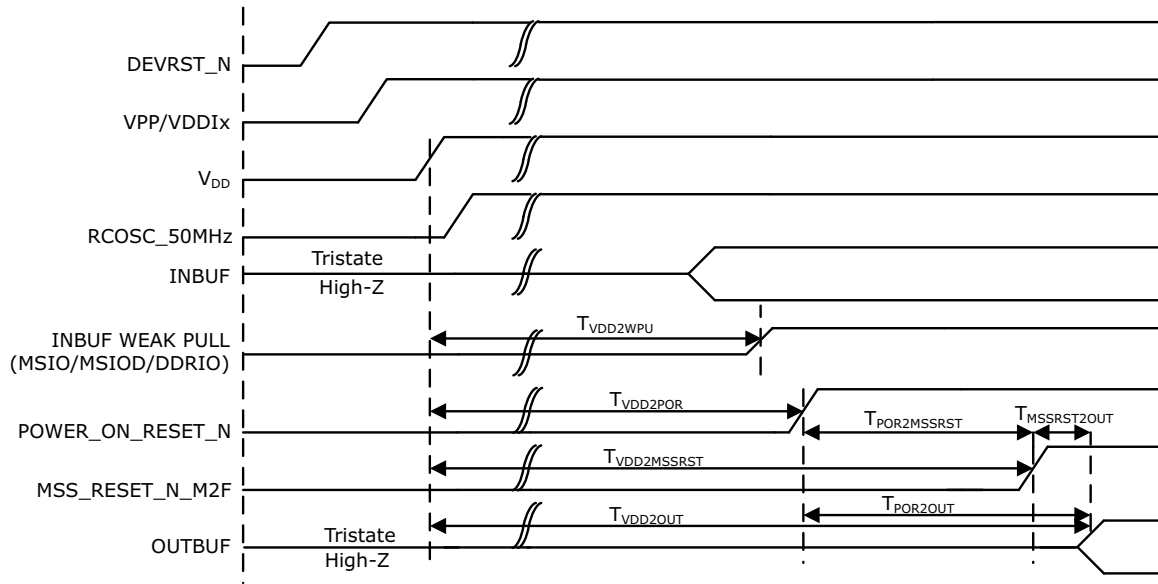 DEVRST_N
VPP/VDDIx
VDD
RCOSC_50MHz
Tristate
INBUF
High-Z
TVDD2WPU
INBUF WEAK PULL
(MSIO/MSIOD/DDRIO)
TVDD2POR
TPOR2MSSRST
TMSSRST2OUT
POWER_ON_RESET_N
TVDD2MSSRST
MSS_RESET_N_M2F
TPOR2OUT
TVDD2OUT
Tristate
OUTBUF
High-Z